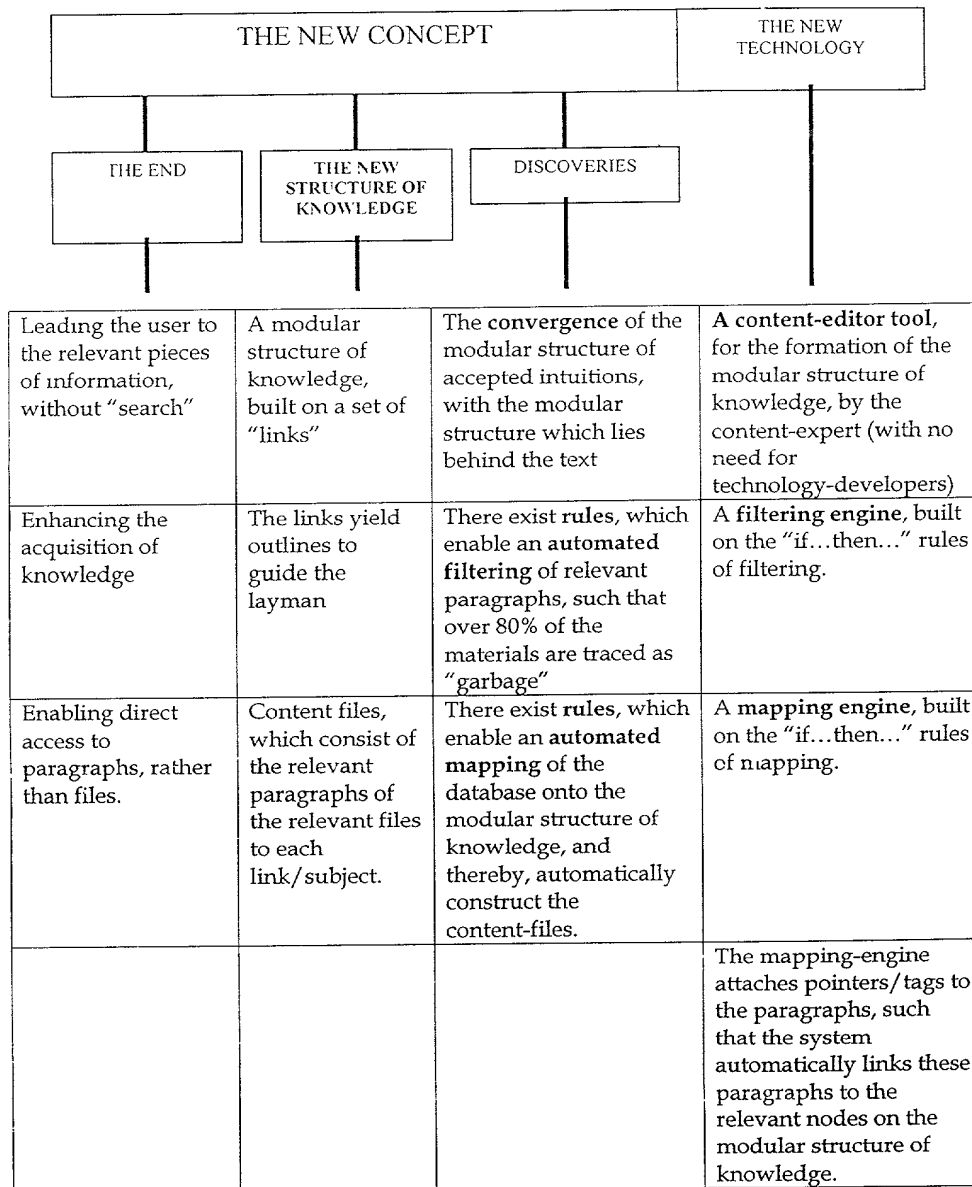 THE NEW CONCEPT
THE NEW
TECHNOLOGY
THE END
THE NEW
STRUCTURE OF
KNOWLEDGE
DISCOVERIES
Leading the user to
the relevant pieces
of information,
without "search"
A modular
structure of
knowledge,
built on a set of
"links"
The convergence of the
modular structure of
accepted intuitions,
with the modular
structure which lies
behind the text
A content-editor tool,
for the formation of the
modular structure of
knowledge, by the
content-expert (with no
need for
technology-developers)
Enhancing the
acquisition of
knowledge
The links yield
outlines to
guide the
layman
There exist rules, which
enable an automated
filtering of relevant
paragraphs, such that
over 80% of the
materials are traced as
"garbage"
A filtering engine, built
on the "if...then..." rules
of filtering.
Enabling direct
access to
paragraphs, rather
than files.
Content files,
which consist of
the relevant
paragraphs of
the relevant files
to each
link/subject.
There exist rules, which
enable an automated
mapping of the
database onto the
modular structure of
knowledge, and
thereby, automatically
construct the
content-files.
A mapping engine, built
on the "if...then..." rules
of mapping.
The mapping-engine
attaches pointers/tags to
the paragraphs, such
that the system
automatically links these
paragraphs to the
relevant nodes on the
modular structure of
knowledge.